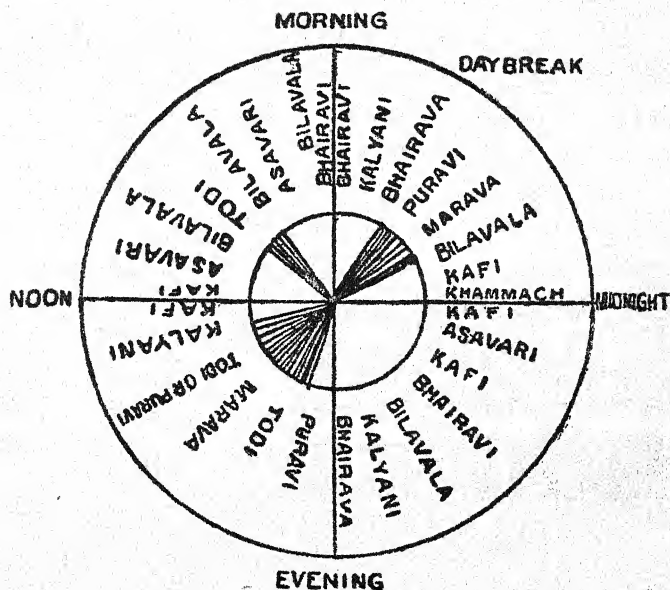 MORNING
DAYBREAK
BHAIRAVI
KALYANI
BHAIRAVA
PURAVI
MARAVA
BILAVALA
KAFI
KHAMMACH
MIDNIGHT
KAFI
ASAVARI
KAFI
BHAIRAVI
BILAVALA
KALYANI
BHAIRAVA
EVENING
PURAVI
TODI
MARAVA
TODI OR PURAVI
KALYANI
KAFI
NOON
KAFI
ASAVARI
BILAVALA
TODI
BILAVALA
ASAVARI
BILAVALA
BHAIRAVI